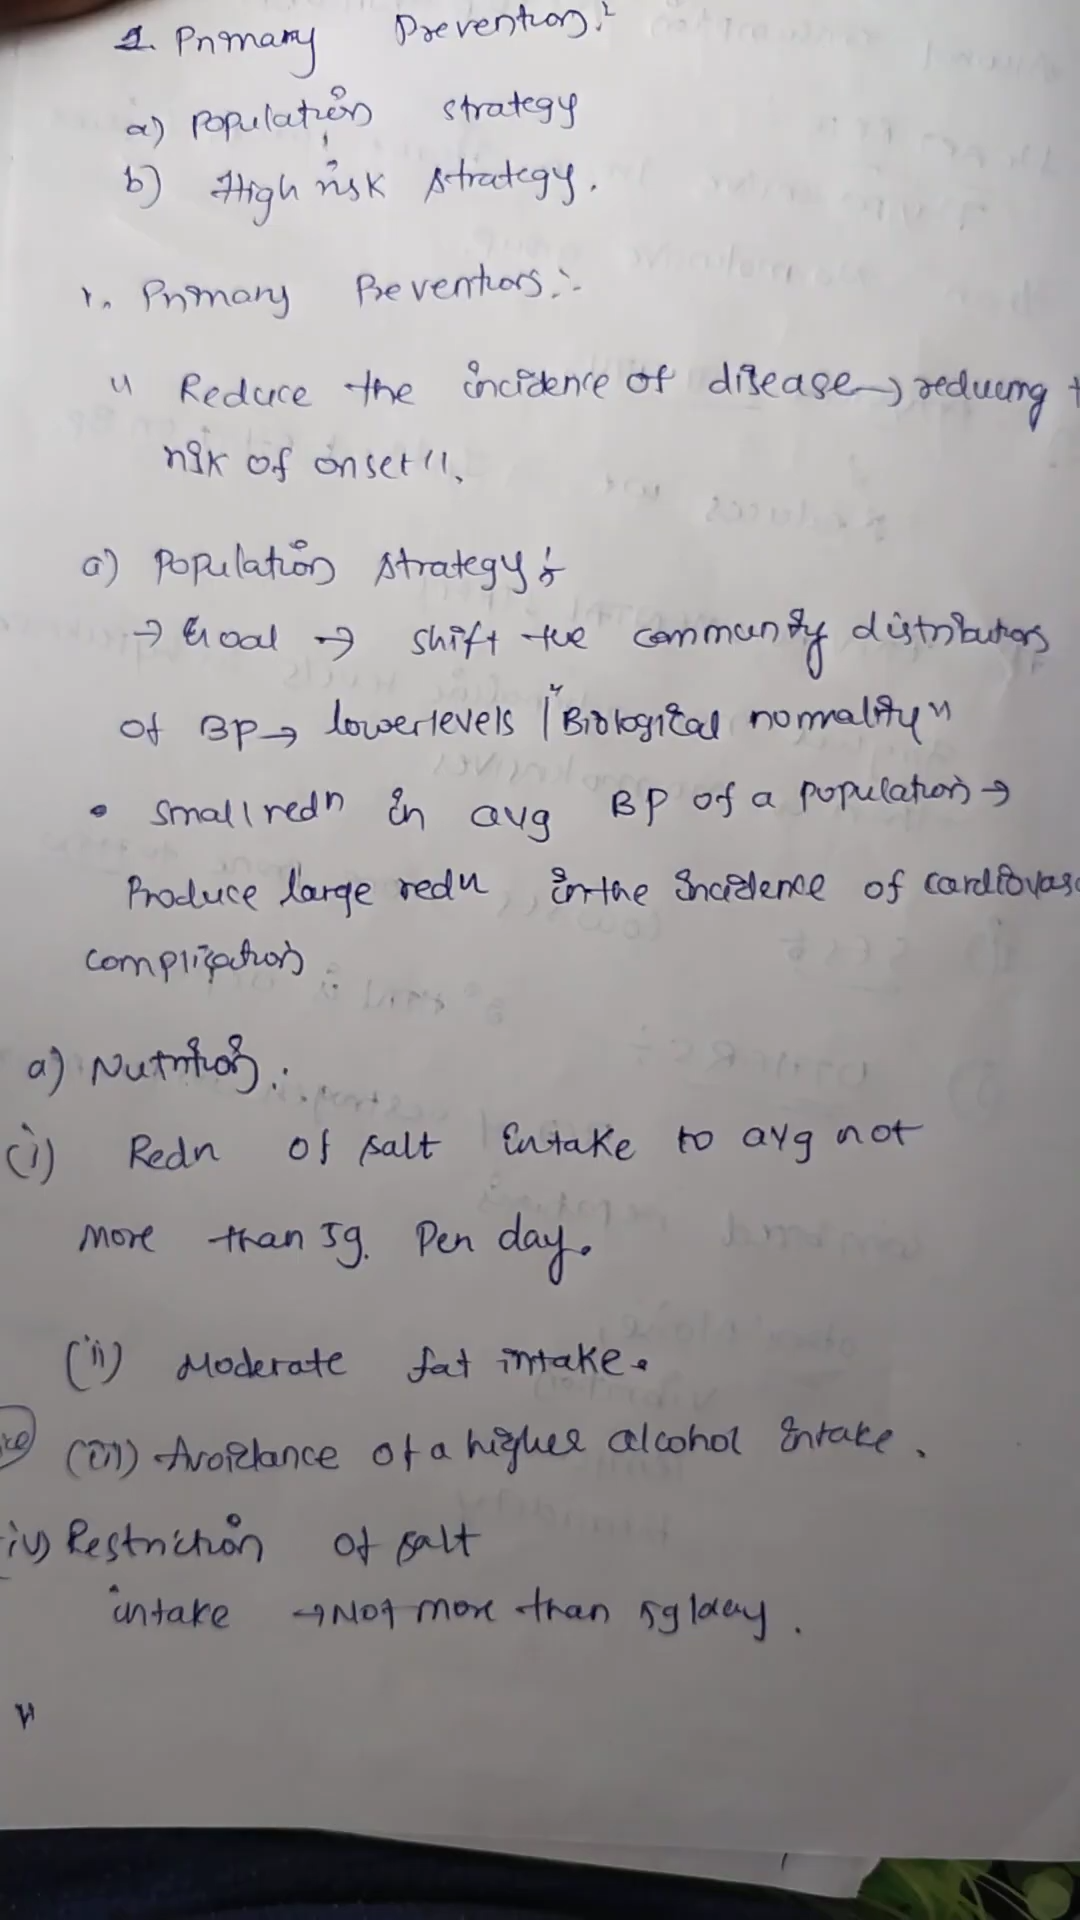 1. Primary Prevention:
a) Population strategy
b) High risk strategy.
1. Primary Prevention:
" Reduce the incidence of disease → reducing t
risk of onset ".
a) Population strategy:
→ Goal → shift the community distribution
of BP → lower levels / "Biological normality"
• Small redn in avg BP of a population →
Produce large redn in the incidence of cardiovasc
complication
a) Nutrition:
(i) Redn of salt intake to avg not
more than 5g. Per day.
(ii) Moderate fat intake.
(iii) Avoidance of a higher alcohol intake.
iv) Restriction of salt
intake → Not more than 5g/day.